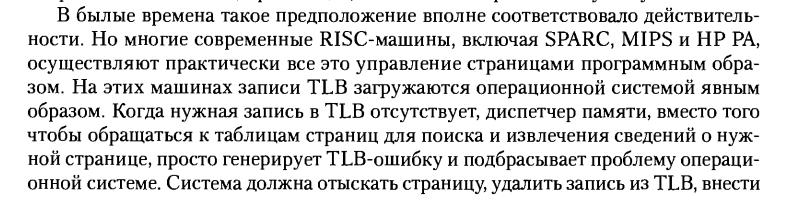 В былые времена такое предположение вполне соответствовало действитель-
ности. Но многие современные RISC-машины, включая SPARC, MIPS и HP PA,
осуществляют практически все это управление страницами программным обра-
зом. На этих машинах записи TLB загружаются операционной системой явным
образом. Когда нужная запись в TLB отсутствует, диспетчер памяти, вместо того
чтобы обращаться к таблицам страниц для поиска и извлечения сведений о нуж-
ной странице, просто генерирует TLB-ошибку и подбрасывает проблему операци-
онной системе. Система должна отыскать страницу, удалить запись из TLB, внести